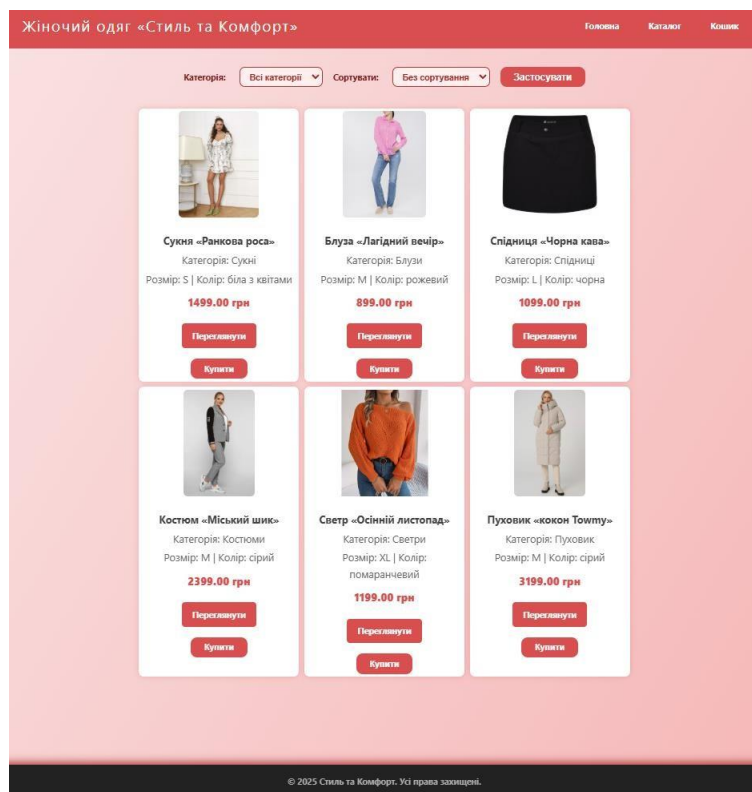 Жіночий одяг «Стиль та Комфорт»
Головна Каталог Кошик
Категорія: Всі категорії Сортувати: Без сортування Застосувати
Сукня «Ранкова роса»
Категорія: Сукні
Розмір: S | Колір: біла з квітами
1499.00 грн
Переглянути
Купити
Блуза «Лагідний вечір»
Категорія: Блузи
Розмір: M | Колір: рожевий
899.00 грн
Переглянути
Купити
Спідниця «Чорна кава»
Категорія: Спідниці
Розмір: L | Колір: чорна
1099.00 грн
Переглянути
Купити
Костюм «Міський шик»
Категорія: Костюми
Розмір: M | Колір: сірий
2399.00 грн
Переглянути
Купити
Светр «Осінній листопад»
Категорія: Светри
Розмір: XL | Колір:
помаранчевий
1199.00 грн
Переглянути
Купити
Пуховик «кокон Towmy»
Категорія: Пуховик
Розмір: M | Колір: сірий
3199.00 грн
Переглянути
Купити
© 2025 Стиль та Комфорт. Усі права захищені.